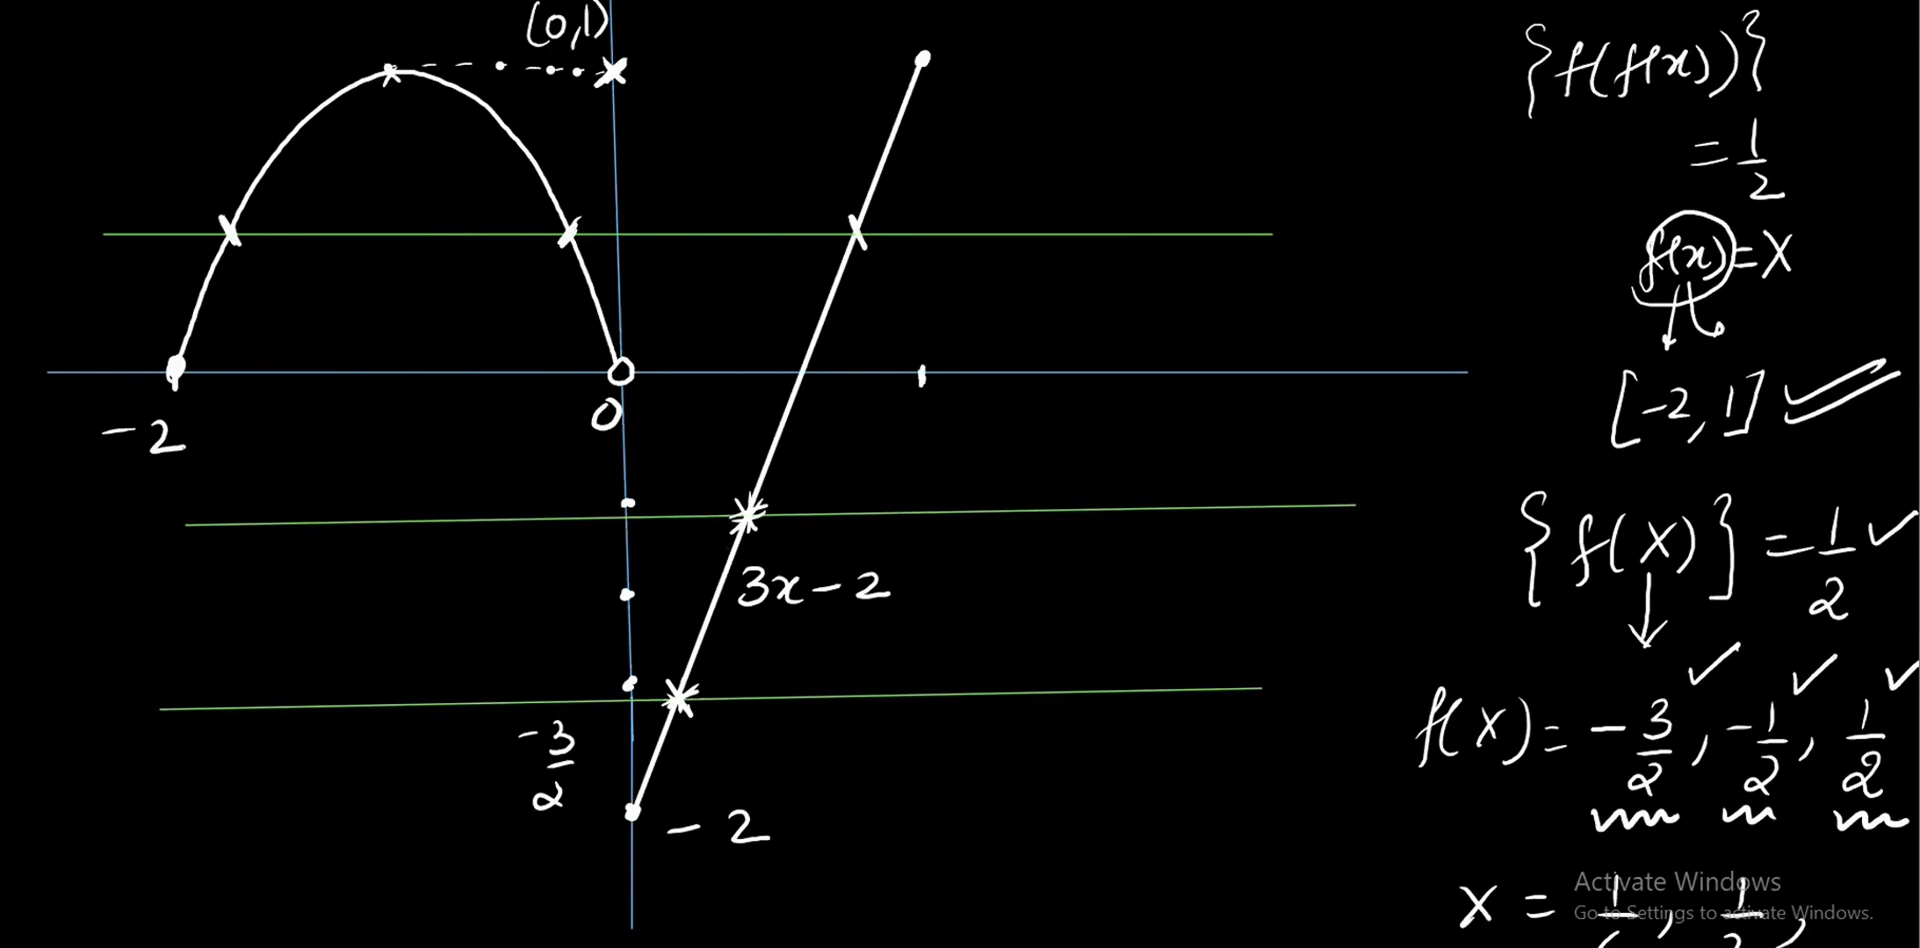 (0,1)
-2
0
3x-2
-3/2
-2
{f(f(x))}
=1/2
f(x)=X
[-2,1]
{f(X)}=1/2
f(X)=-3/2,-1/2,1/2
X =
Activate Windows
Go to Settings to activate Windows.